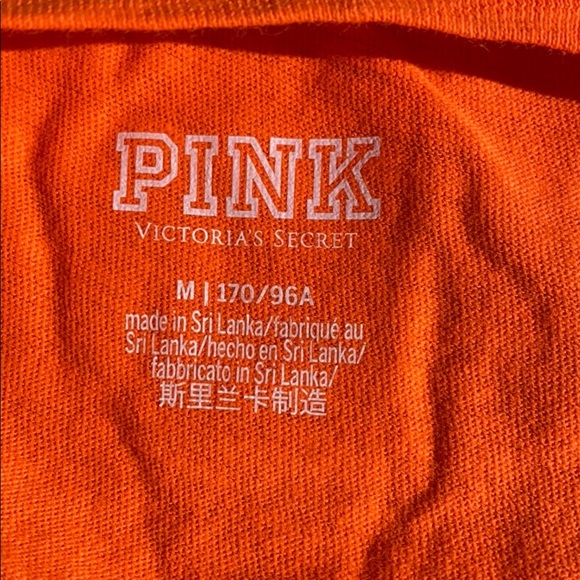 PINK
VICTORIA'S SECRET
M | 170/96A
made in Sri Lanka/fabriqué au
Sri Lanka/hecho en Sri Lanka/
fabbricato in Sri Lanka/
斯里兰卡制造